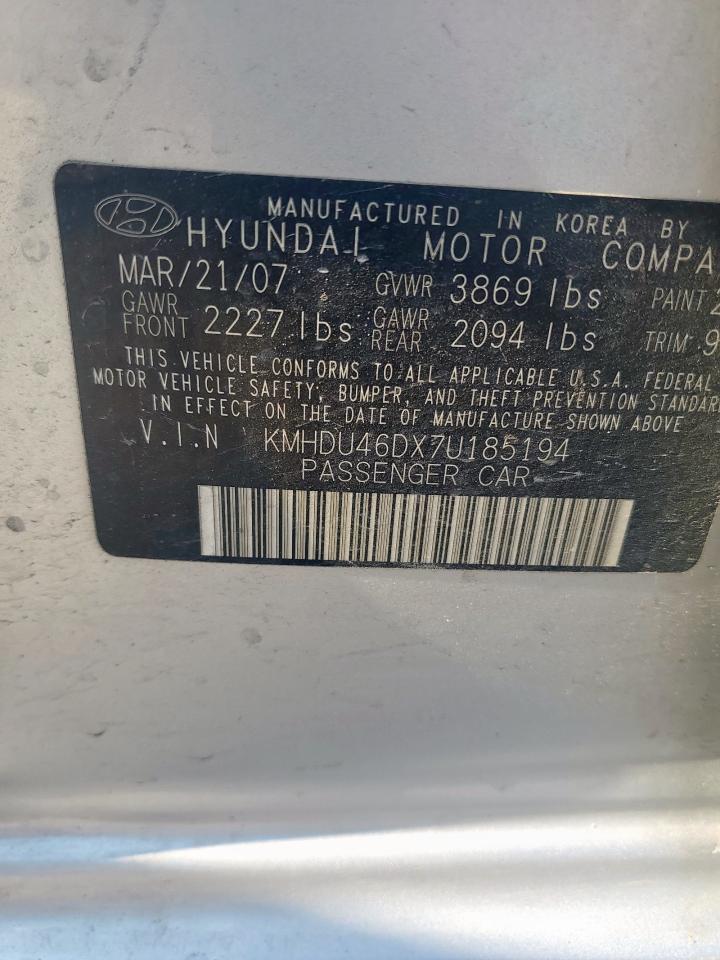 MANUFACTURED IN KOREA BY
HYUNDAI MOTOR COMPA
MAR/21/07 GVWR 3869 lbs PAINT
GAWR FRONT 2227 lbs GAWR REAR 2094 lbs TRIM 9
THIS VEHICLE CONFORMS TO ALL APPLICABLE U.S.A. FEDERAL
MOTOR VEHICLE SAFETY, BUMPER, AND THEFT PREVENTION STANDAR
IN EFFECT ON THE DATE OF MANUFACTURE SHOWN ABOVE
V.I.N KMHDU46DX7U185194
PASSENGER CAR